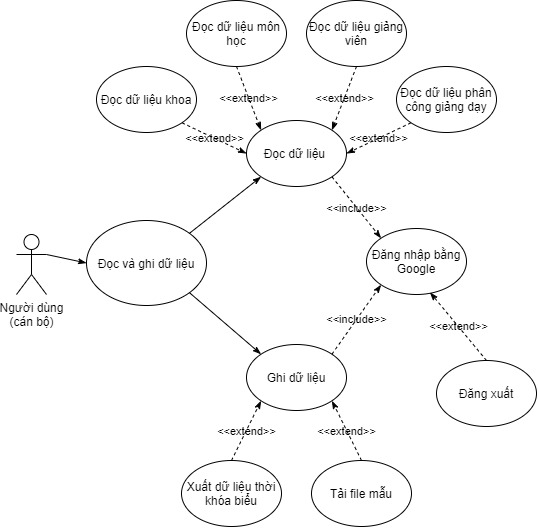 Đọc dữ liệu môn
học
Đọc dữ liệu giảng
viên
Đọc dữ liệu khoa
<<extend>>
<<extend>>
Đọc dữ liệu phân
công giảng dạy
<<extend>>
<<extend>>
Đọc dữ liệu
<<include>>
Đọc và ghi dữ liệu
Đăng nhập bằng
Google
Người dùng
(cán bộ)
<<include>>
<<extend>>
Ghi dữ liệu
Đăng xuất
<<extend>>
<<extend>>
Xuất dữ liệu thời
khóa biểu
Tải file mẫu